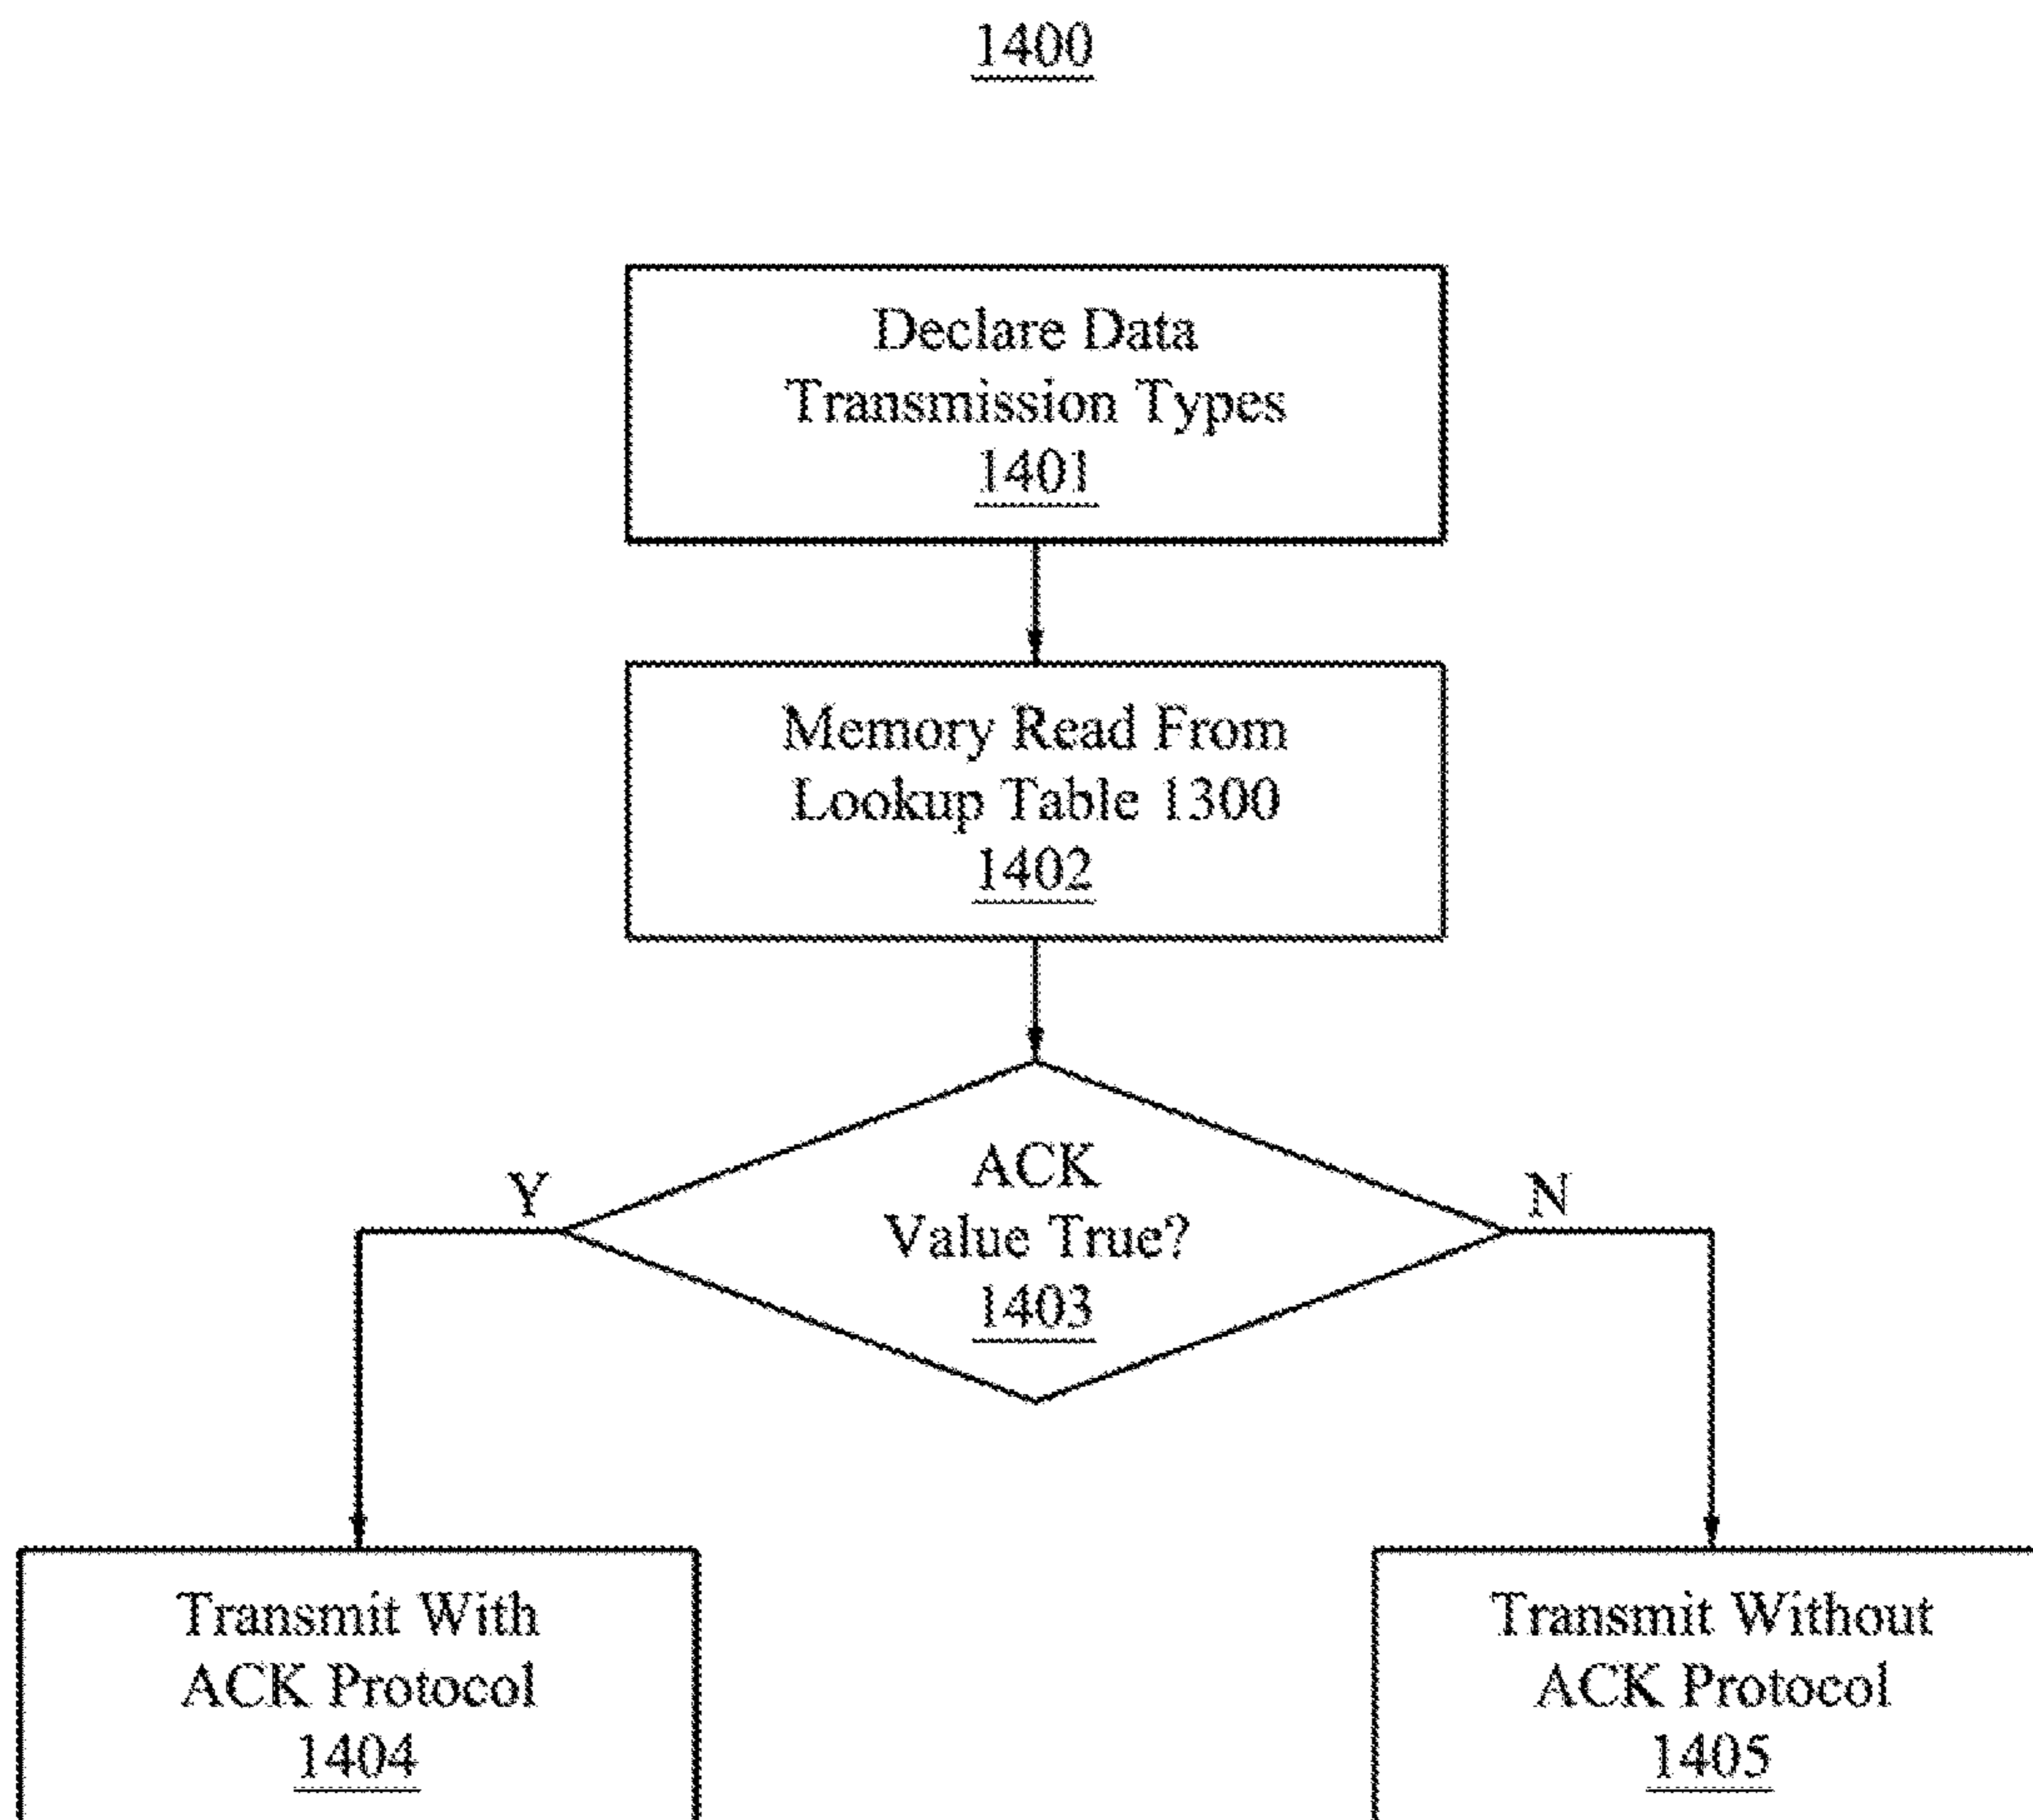 1400
Declare Data
Transmission Types
1401
Memory Read From
Lookup Table 1300
1402
ACK
Value True?
1403
Y
N
Transmit With
ACK Protocol
1404
Transmit Without
ACK Protocol
1405